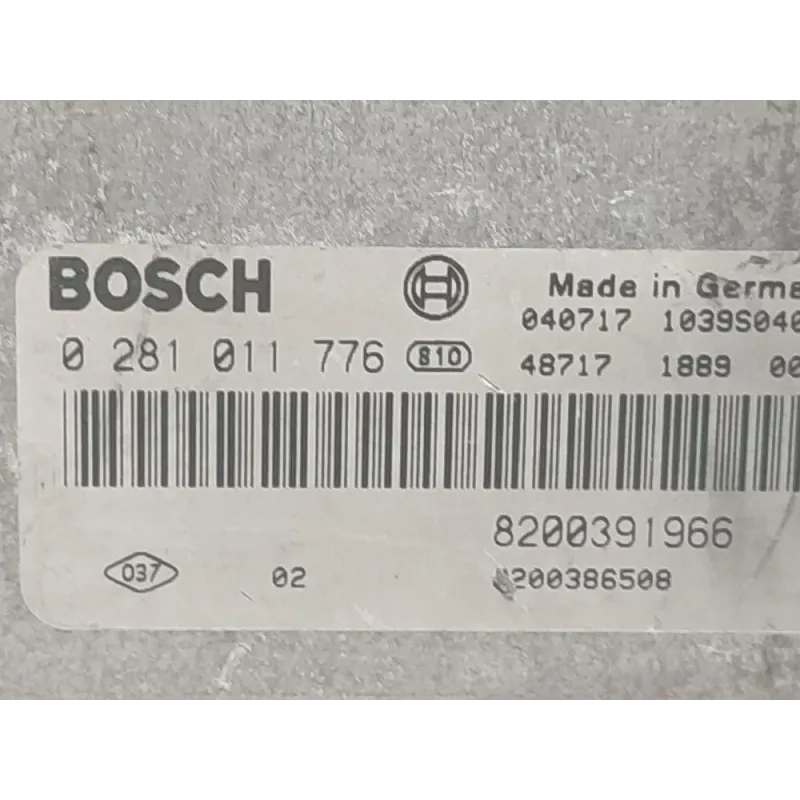 BOSCH
Made in Germa
040717 1039S040
0 281 011 776 810
48717 1889 00
8200391966
037 02
200386508